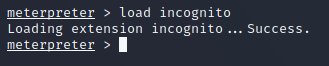 meterpreter > load incognito
Loading extension incognito...Success.
meterpreter >